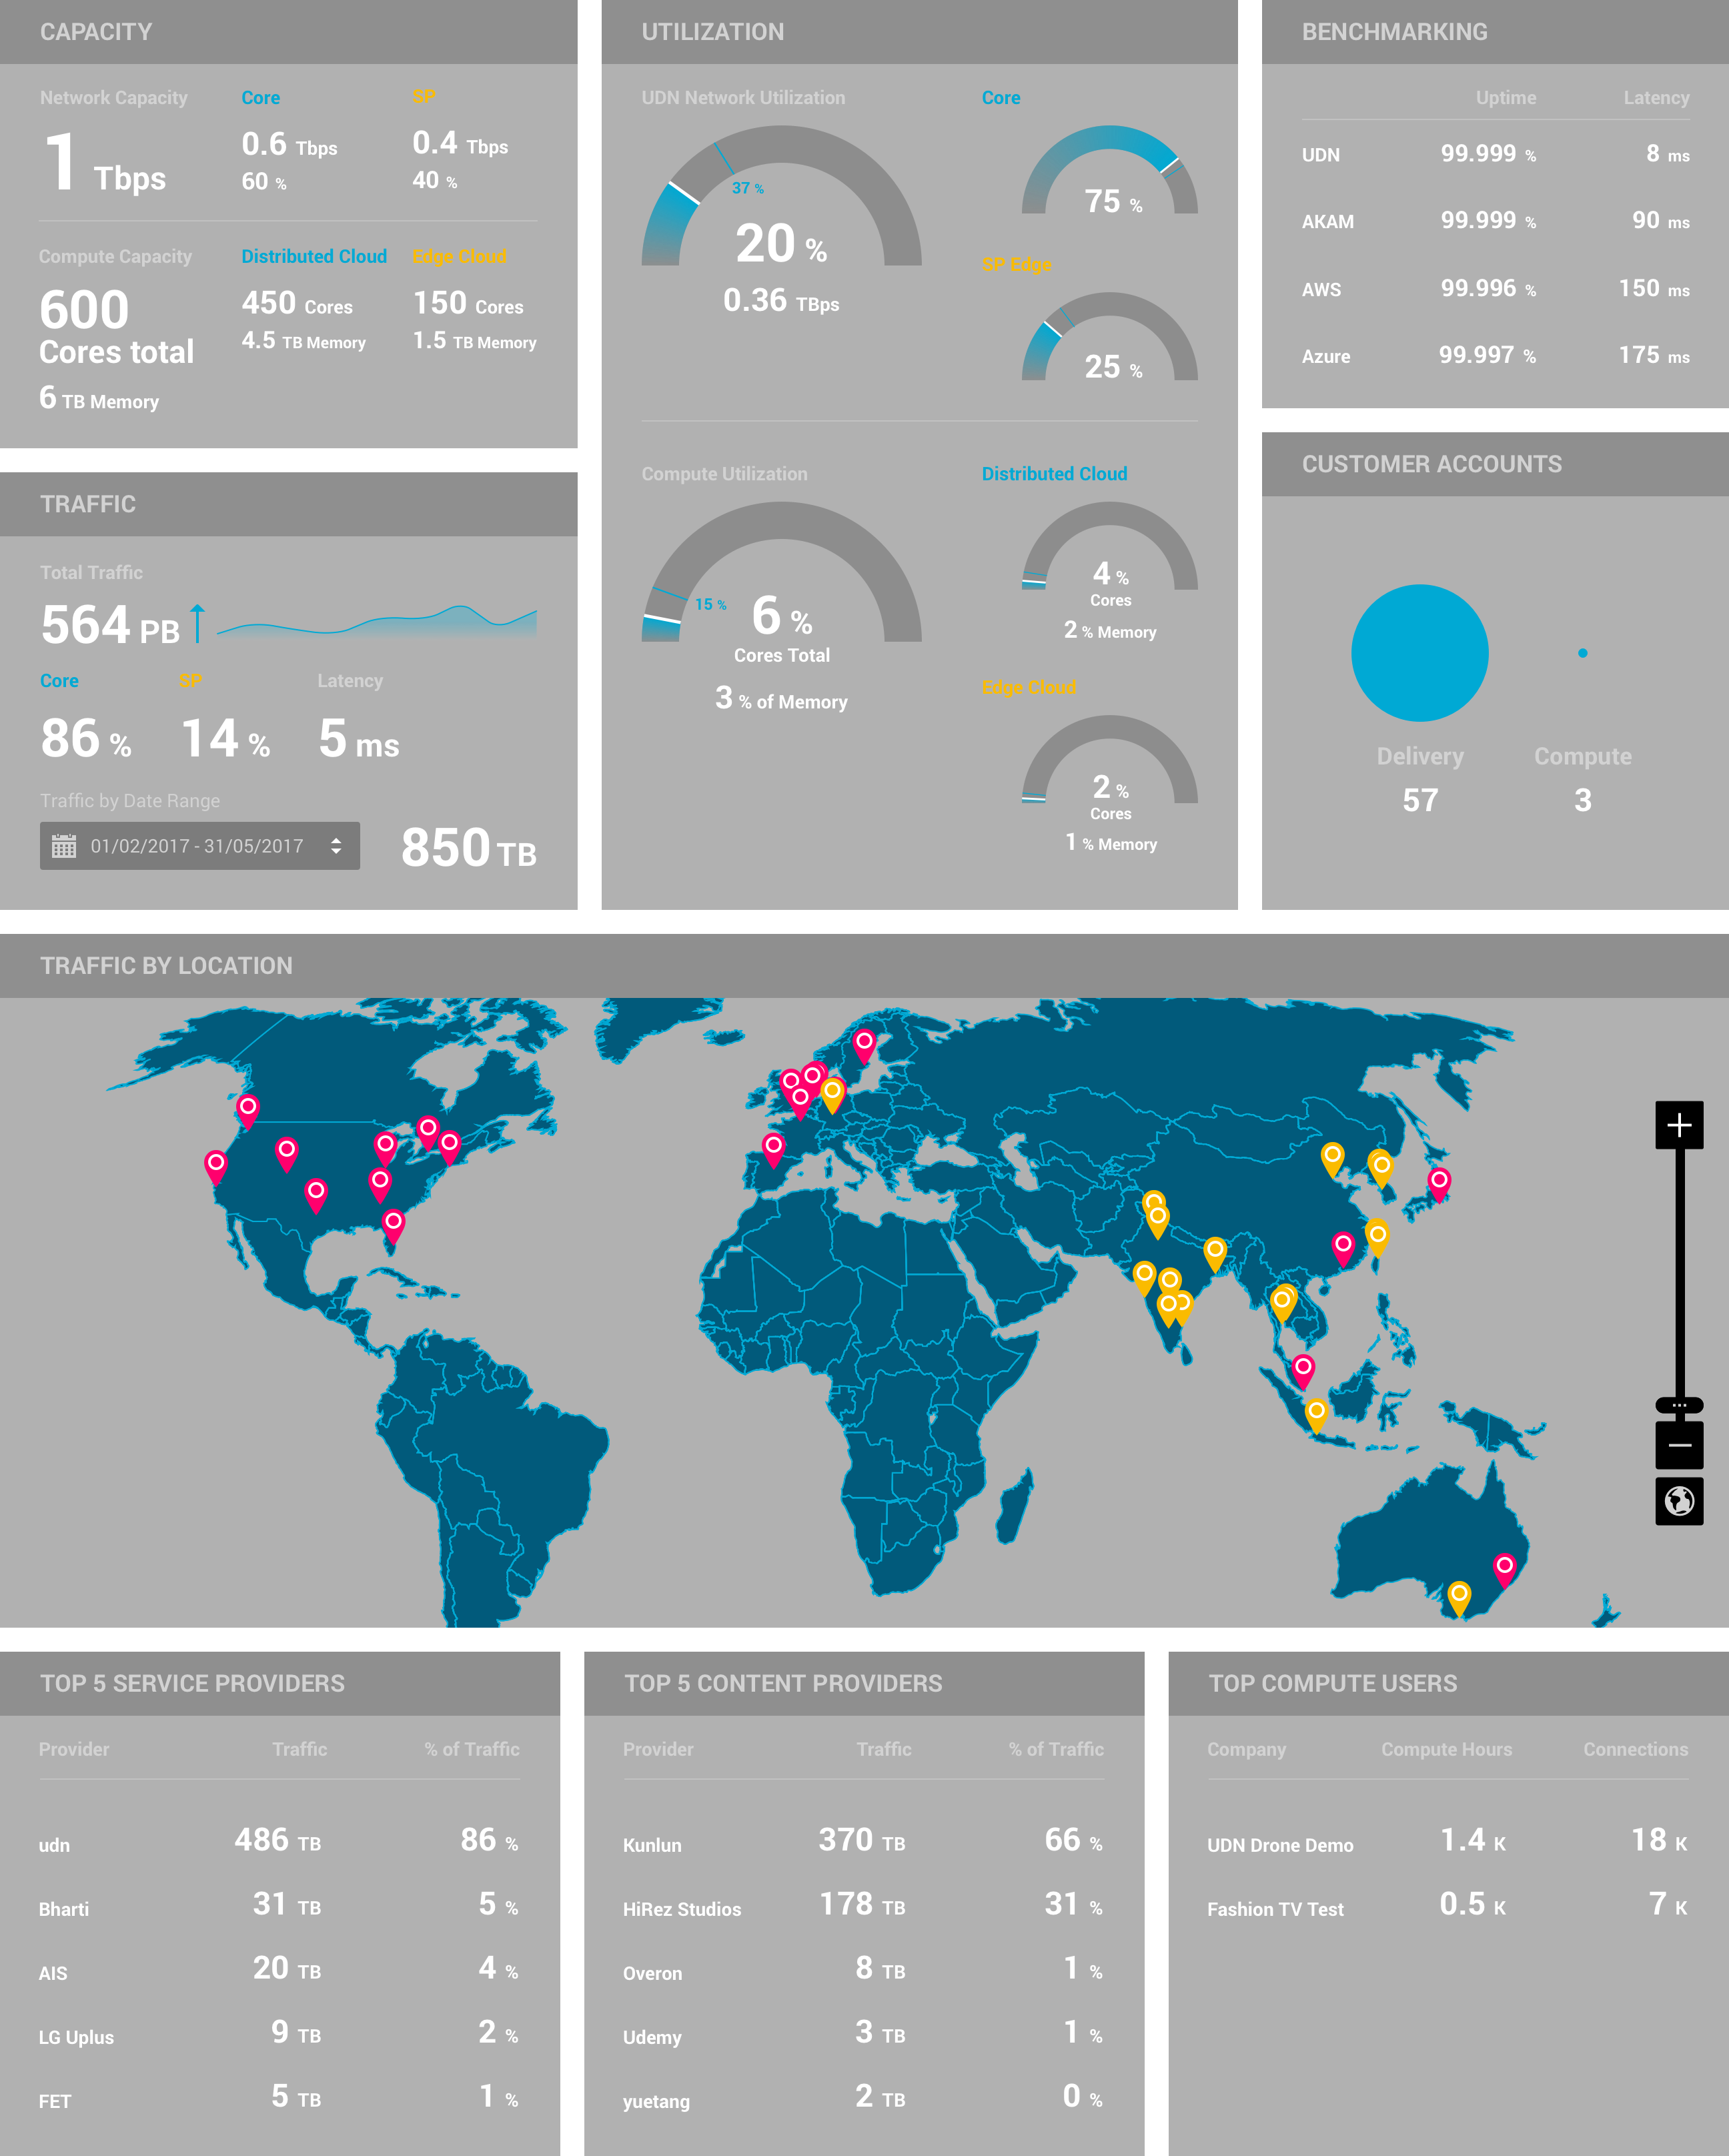 CAPACITY
Network Capacity
Core
SP
1 Tbps
0.6 Tbps
0.4 Tbps
60 %
40 %
Compute Capacity
Distributed Cloud
Edge Cloud
600
Cores total
450 Cores
150 Cores
4.5 TB Memory
1.5 TB Memory
6 TB Memory
TRAFFIC
Total Traffic
564 PB
Core
SP
Latency
86 %
14 %
5 ms
Traffic by Date Range
01/02/2017 - 31/05/2017
850 TB
UTILIZATION
UDN Network Utilization
37 %
20 %
0.36 TBps
Core
75 %
SP Edge
25 %
Compute Utilization
15 %
6 %
Cores Total
3 % of Memory
Distributed Cloud
4 %
Cores
2 % Memory
Edge Cloud
2 %
Cores
1 % Memory
BENCHMARKING
Uptime
Latency
UDN 99.999 % 8 ms
AKAM 99.999 % 90 ms
AWS 99.996 % 150 ms
Azure 99.997 % 175 ms
CUSTOMER ACCOUNTS
Delivery
Compute
57
3
TRAFFIC BY LOCATION
TOP 5 SERVICE PROVIDERS
Provider Traffic % of Traffic
udn 486 TB 86 %
Bharti 31 TB 5 %
AIS 20 TB 4 %
LG Uplus 9 TB 2 %
FET 5 TB 1 %
TOP 5 CONTENT PROVIDERS
Provider Traffic % of Traffic
Kunlun 370 TB 66 %
HiRez Studios 178 TB 31 %
Overon 8 TB 1 %
Udemy 3 TB 1 %
yuetang 2 TB 0 %
TOP COMPUTE USERS
Company Compute Hours Connections
UDN Drone Demo 1.4 K 18 K
Fashion TV Test 0.5 K 7 K